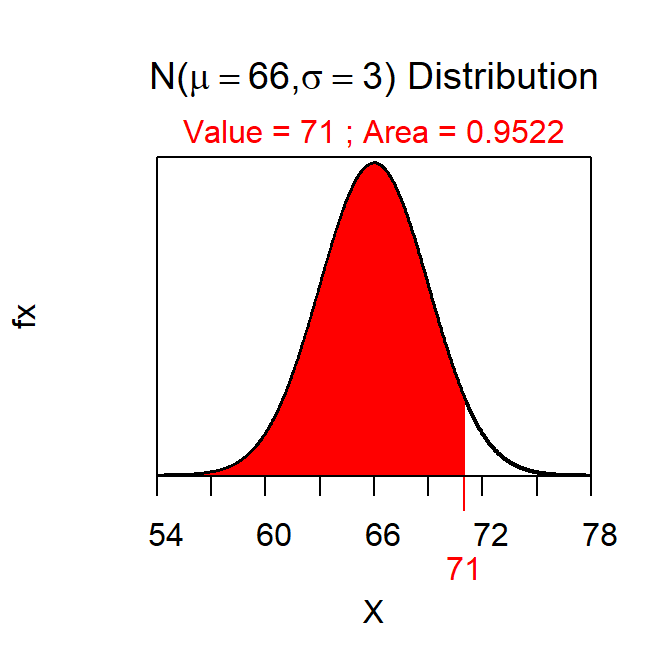 N(μ = 66,σ = 3) Distribution
Value = 71 ; Area = 0.9522
fx
54 60 66 72 78
71
X